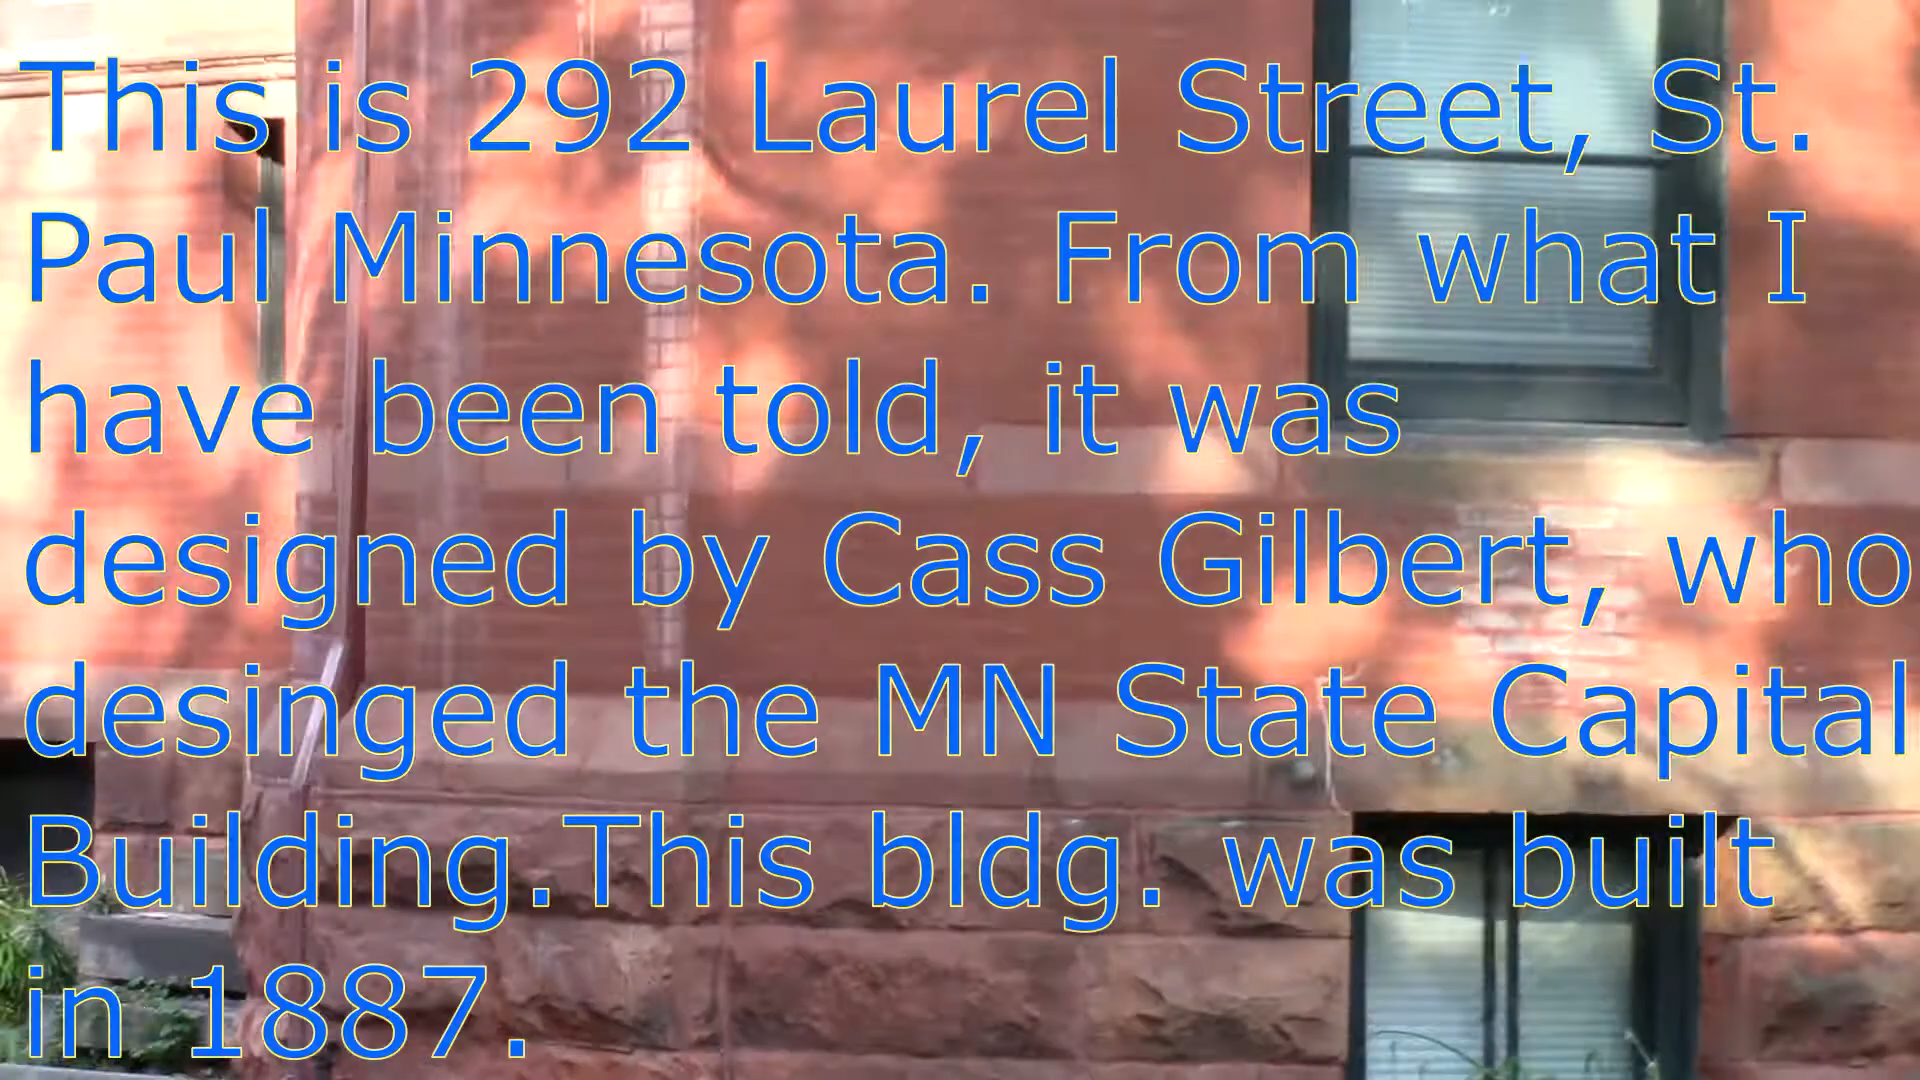 This is 292 Laurel Street, St.
Paul Minnesota. From what I
have been told, it was
designed by Cass Gilbert, who
desinged the MN State Capital
Building.This bldg. was built
in 1887.